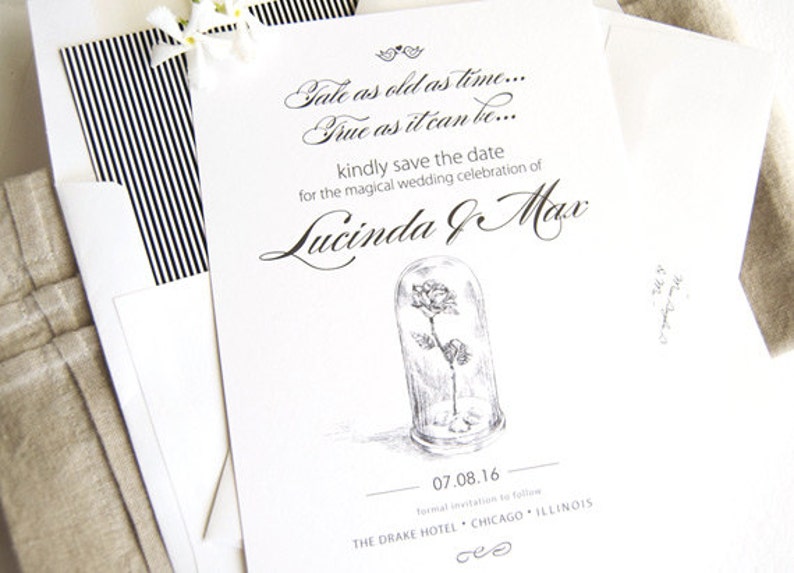 Tale as old as time...
True as it can be...
kindly save the date
for the magical wedding celebration of
Lucinda & Max
07.08.16
formal invitation to follow
THE DRAKE HOTEL • CHICAGO • ILLINOIS